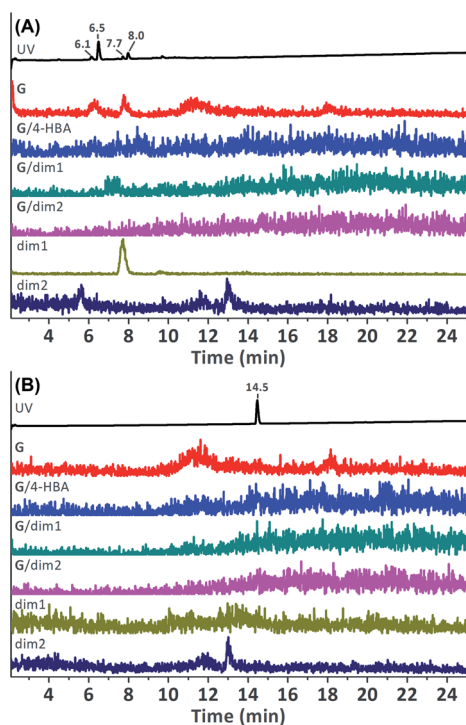 (A)
6.5
6.1
7.7
8.0
UV
G
G/4-HBA
G/dim1
G/dim2
dim1
dim2
4 6 8 10 12 14 16 18 20 22 24
Time (min)
(B)
14.5
UV
G
G/4-HBA
G/dim1
G/dim2
dim1
dim2
4 6 8 10 12 14 16 18 20 22 24
Time (min)